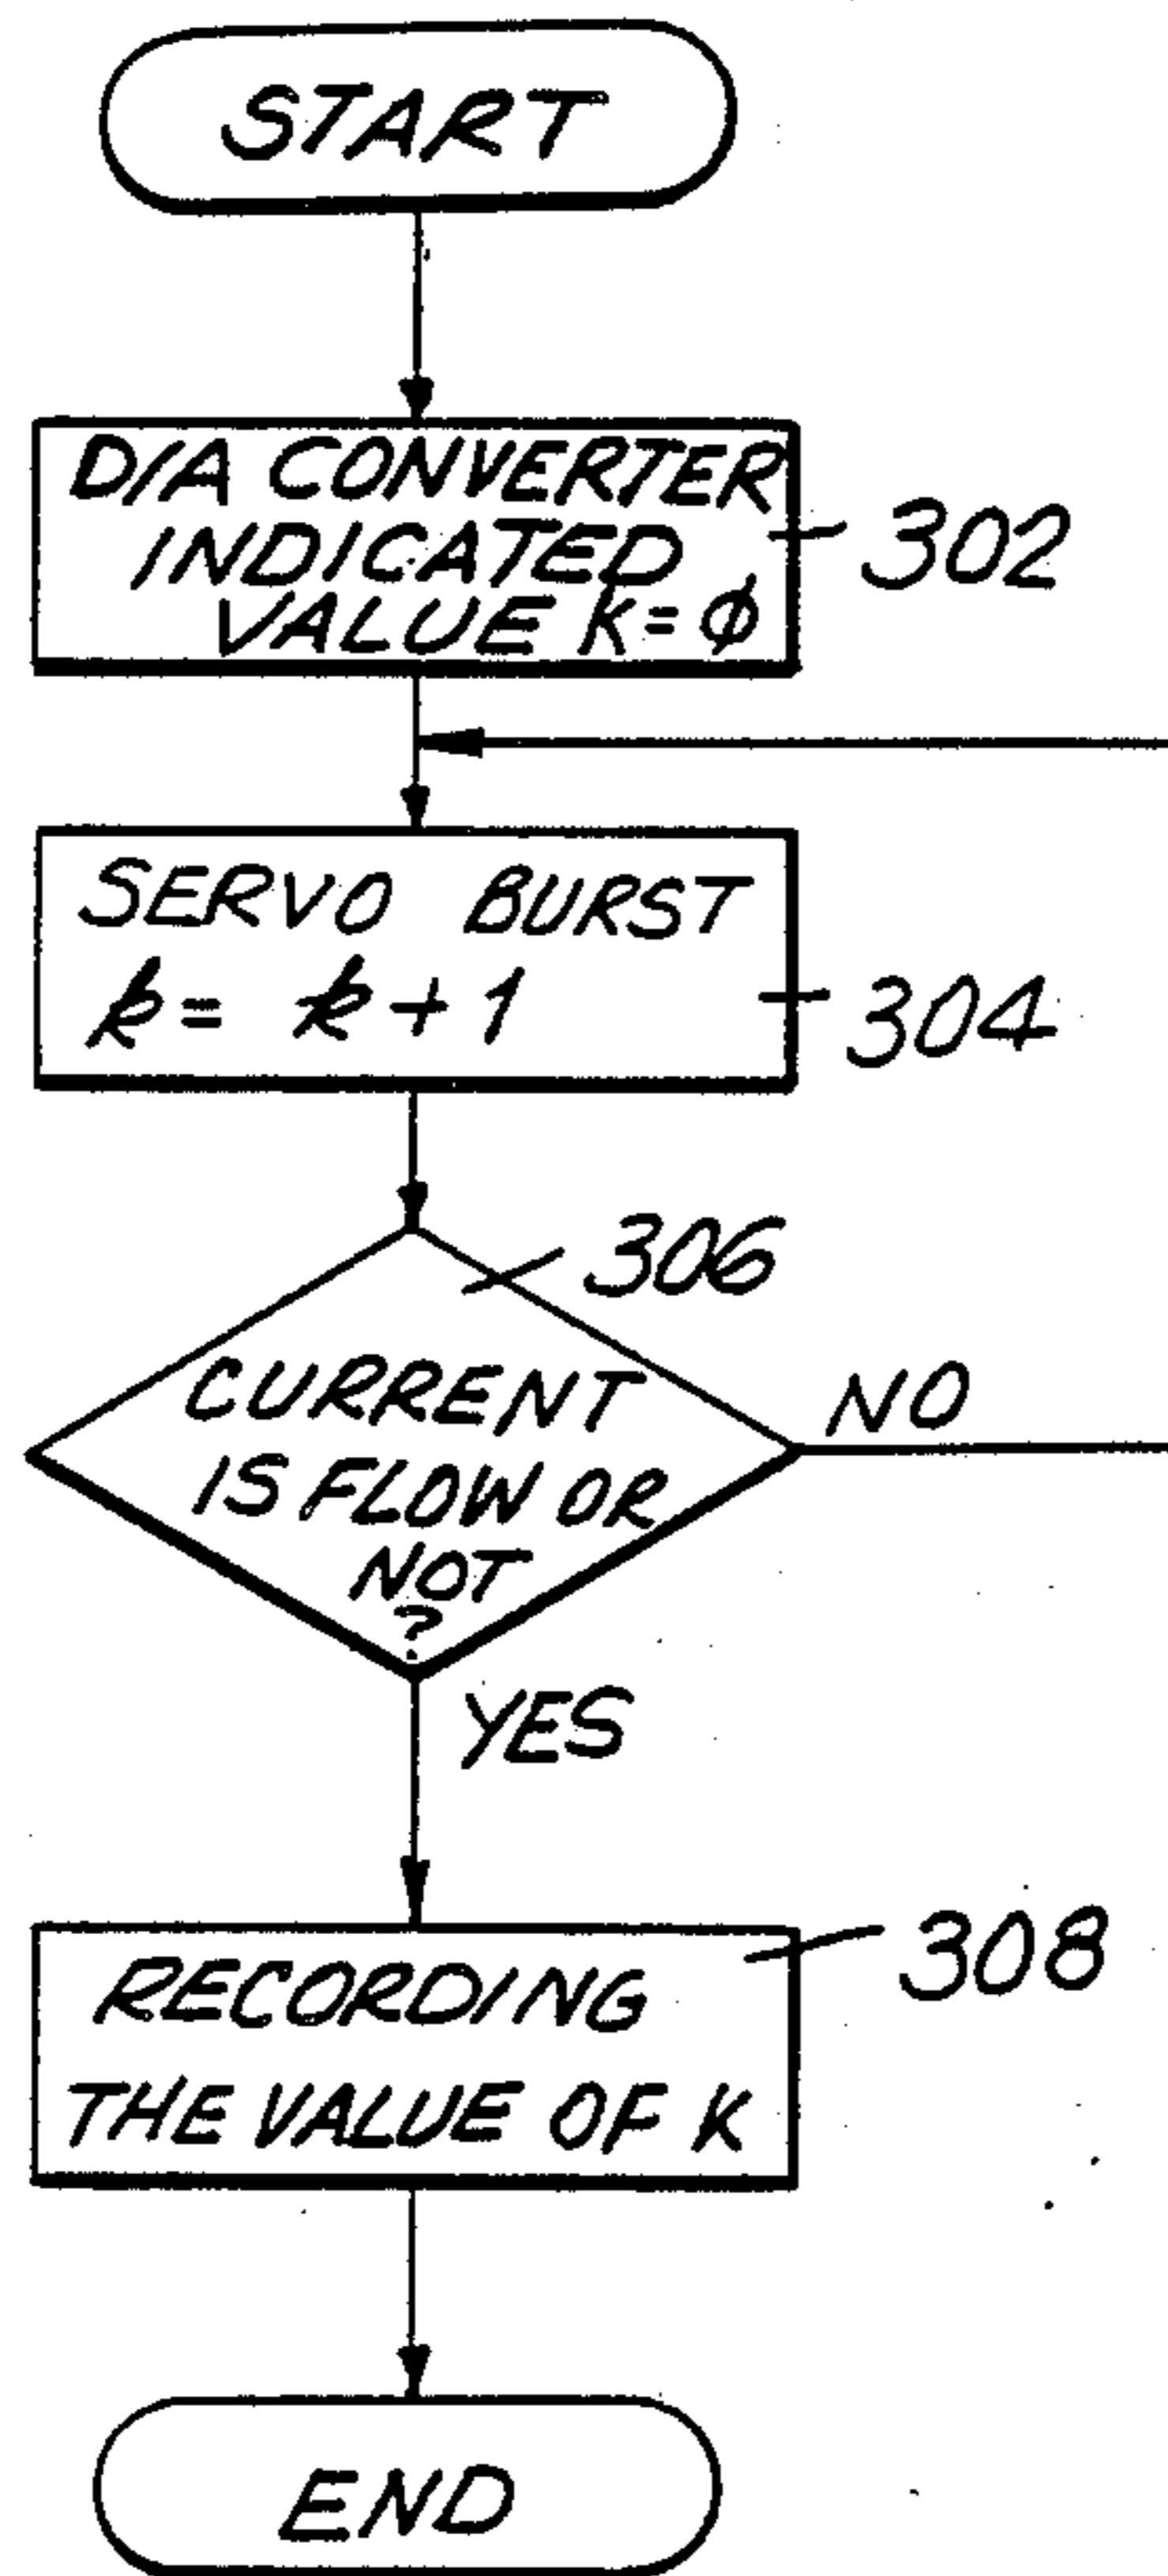 START
D/A CONVERTER
INDICATED
VALUE K=ϕ
302
SERVO BURST
k= k+1
304
306
CURRENT
IS FLOW OR
NOT
?
NO
YES
RECORDING
THE VALUE OF K
308
END